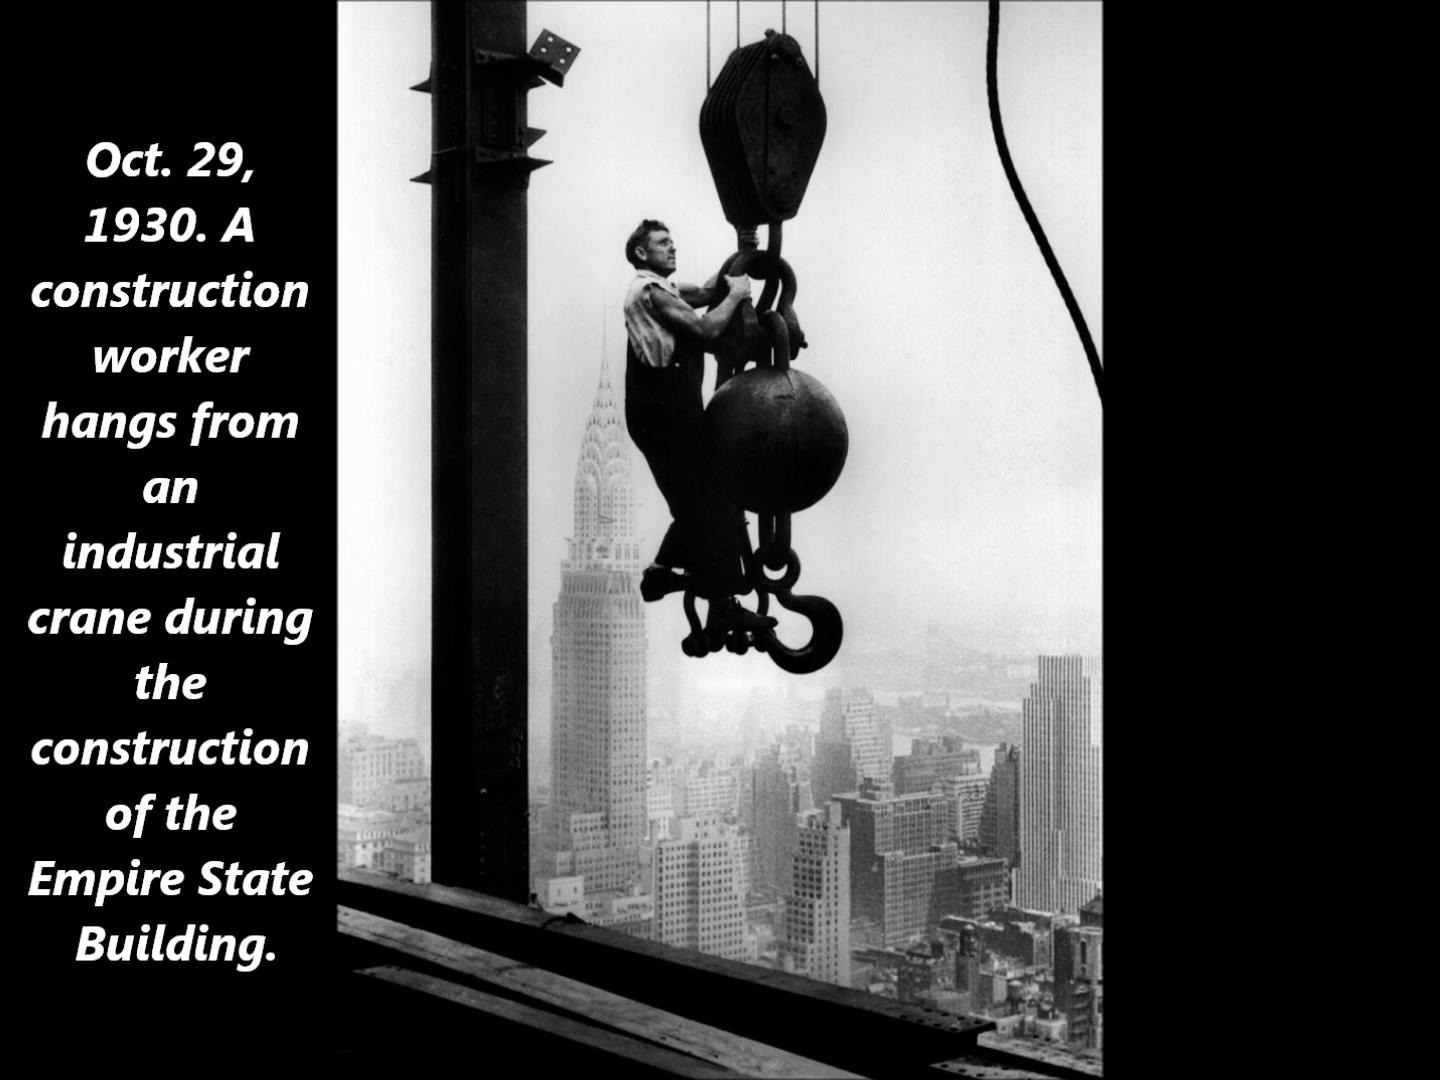 Oct. 29,
1930. A
construction
worker
hangs from
an
industrial
crane during
the
construction
of the
Empire State
Building.